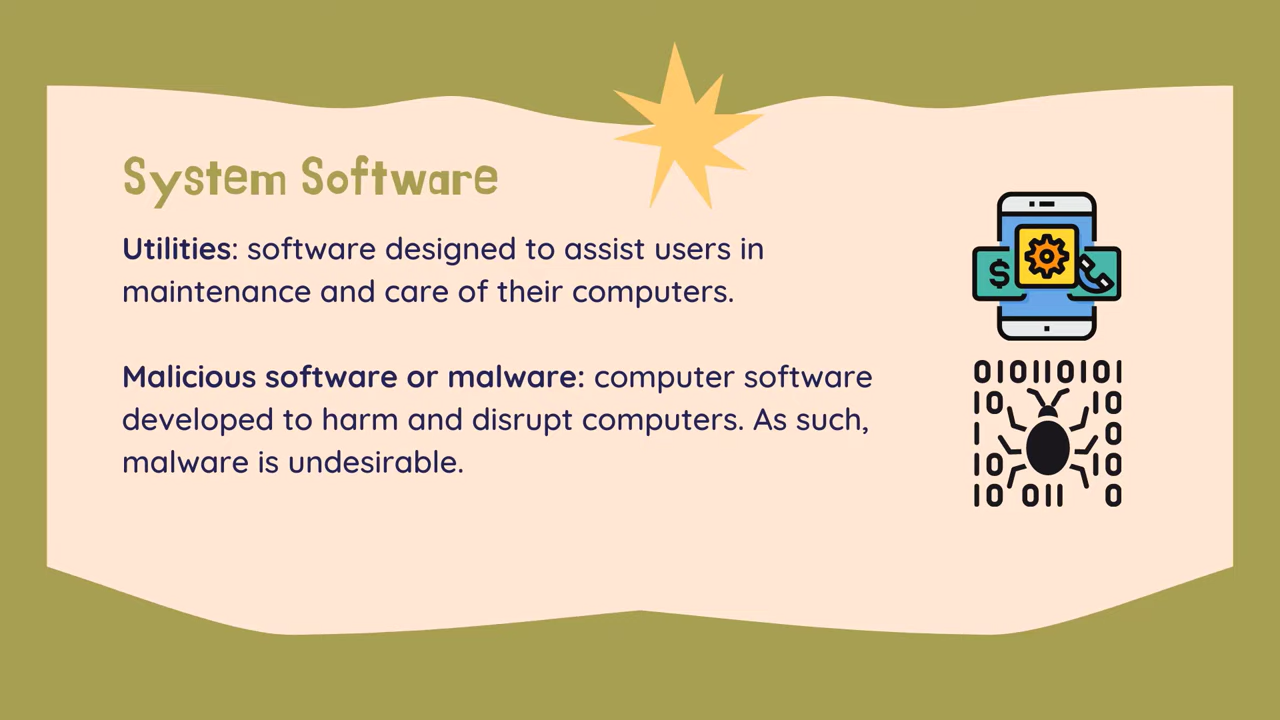 System Software
Utilities: software designed to assist users in
maintenance and care of their computers.
Malicious software or malware: computer software
developed to harm and disrupt computers. As such,
malware is undesirable.
$
010110101
10 10
1 0
10 10
10 011 0